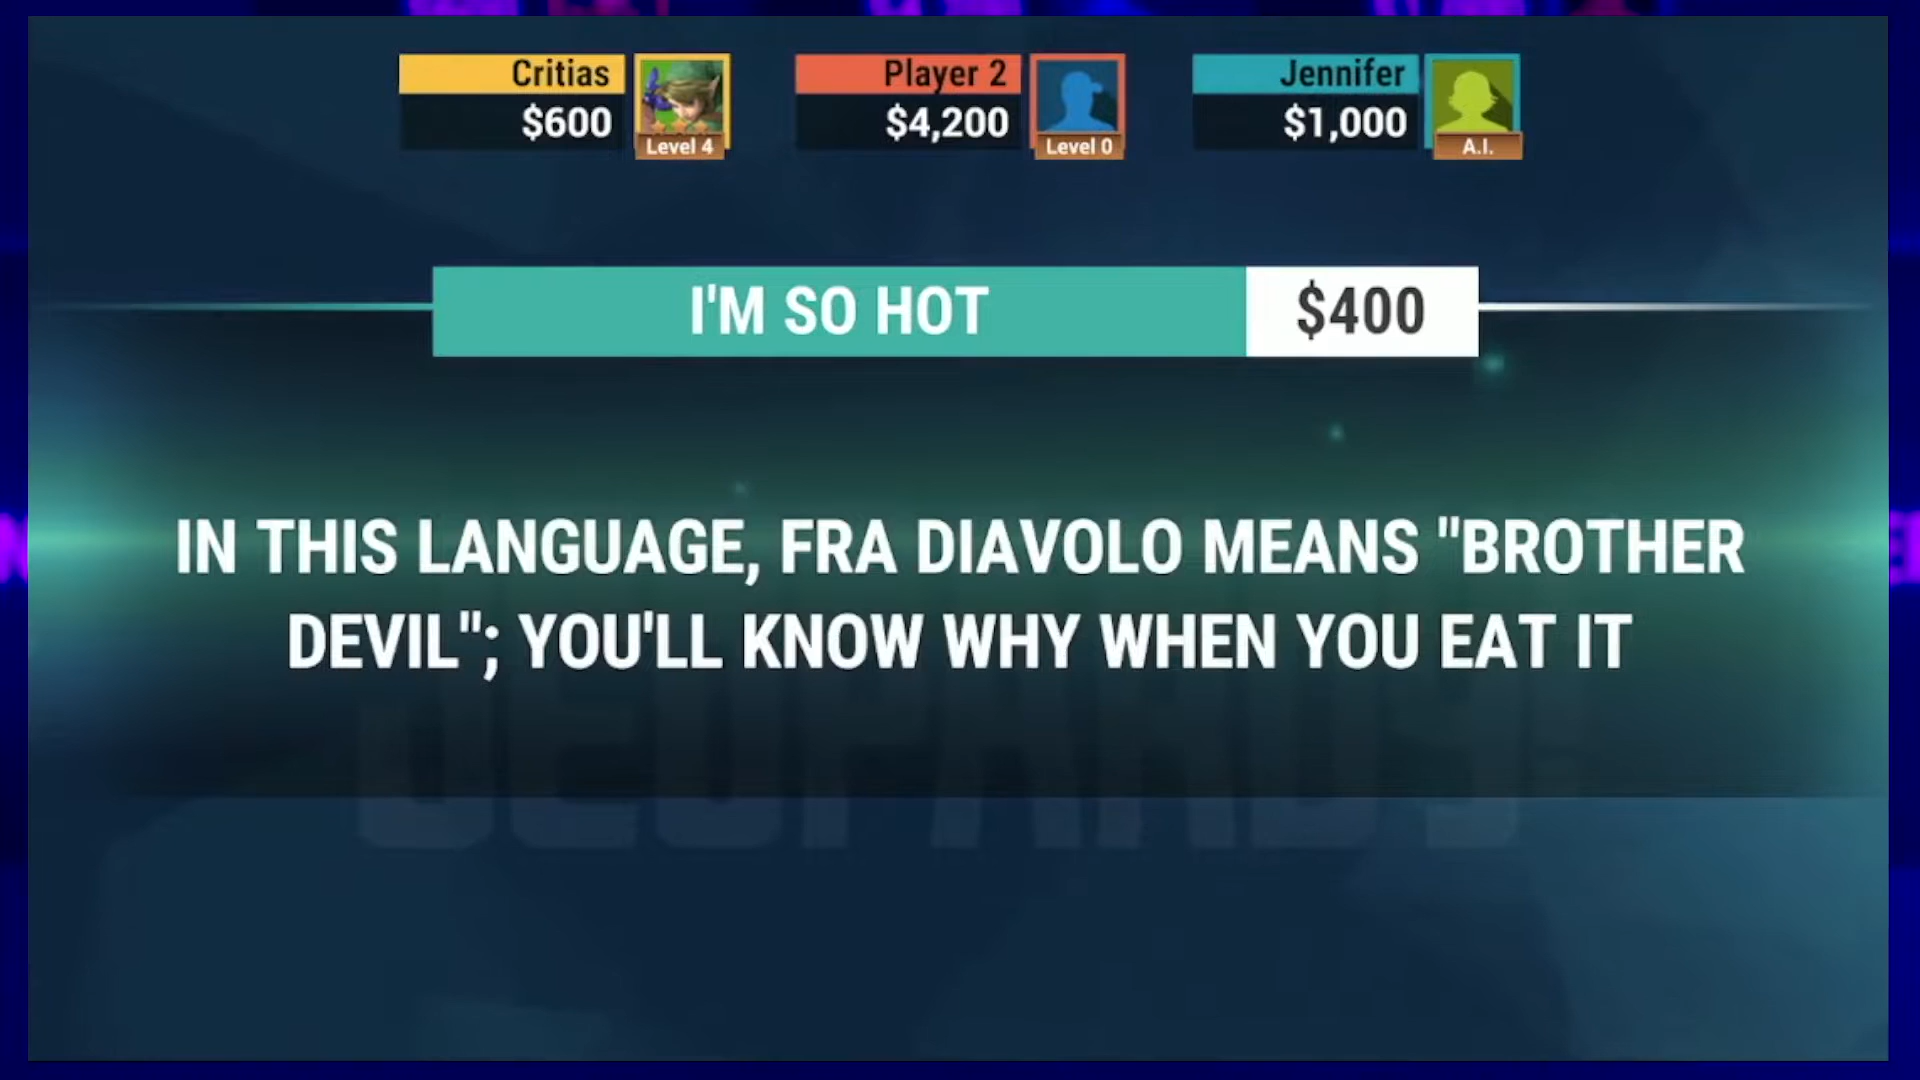 Critias
$600
Level 4
Player 2
$4,200
Level 0
Jennifer
$1,000
A.I.
I'M SO HOT
$400
IN THIS LANGUAGE, FRA DIAVOLO MEANS "BROTHER
DEVIL"; YOU'LL KNOW WHY WHEN YOU EAT IT
JEOPARDY!